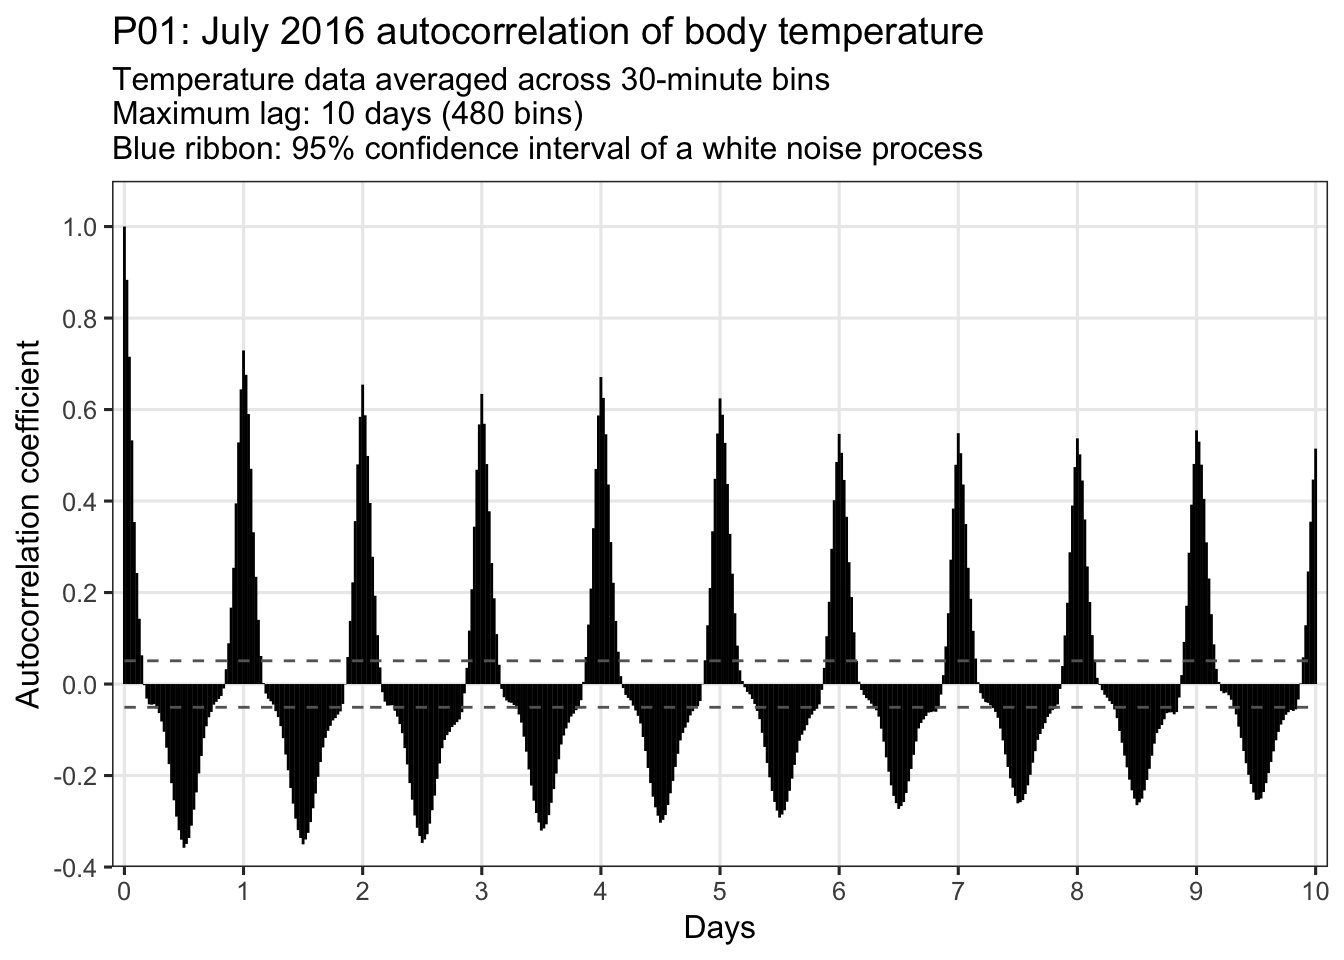 P01: July 2016 autocorrelation of body temperature
Temperature data averaged across 30-minute bins
Maximum lag: 10 days (480 bins)
Blue ribbon: 95% confidence interval of a white noise process
Autocorrelation coefficient
1.0
0.8
0.6
0.4
0.2
0.0
-0.2
-0.4
0 1 2 3 4 5 6 7 8 9 10
Days